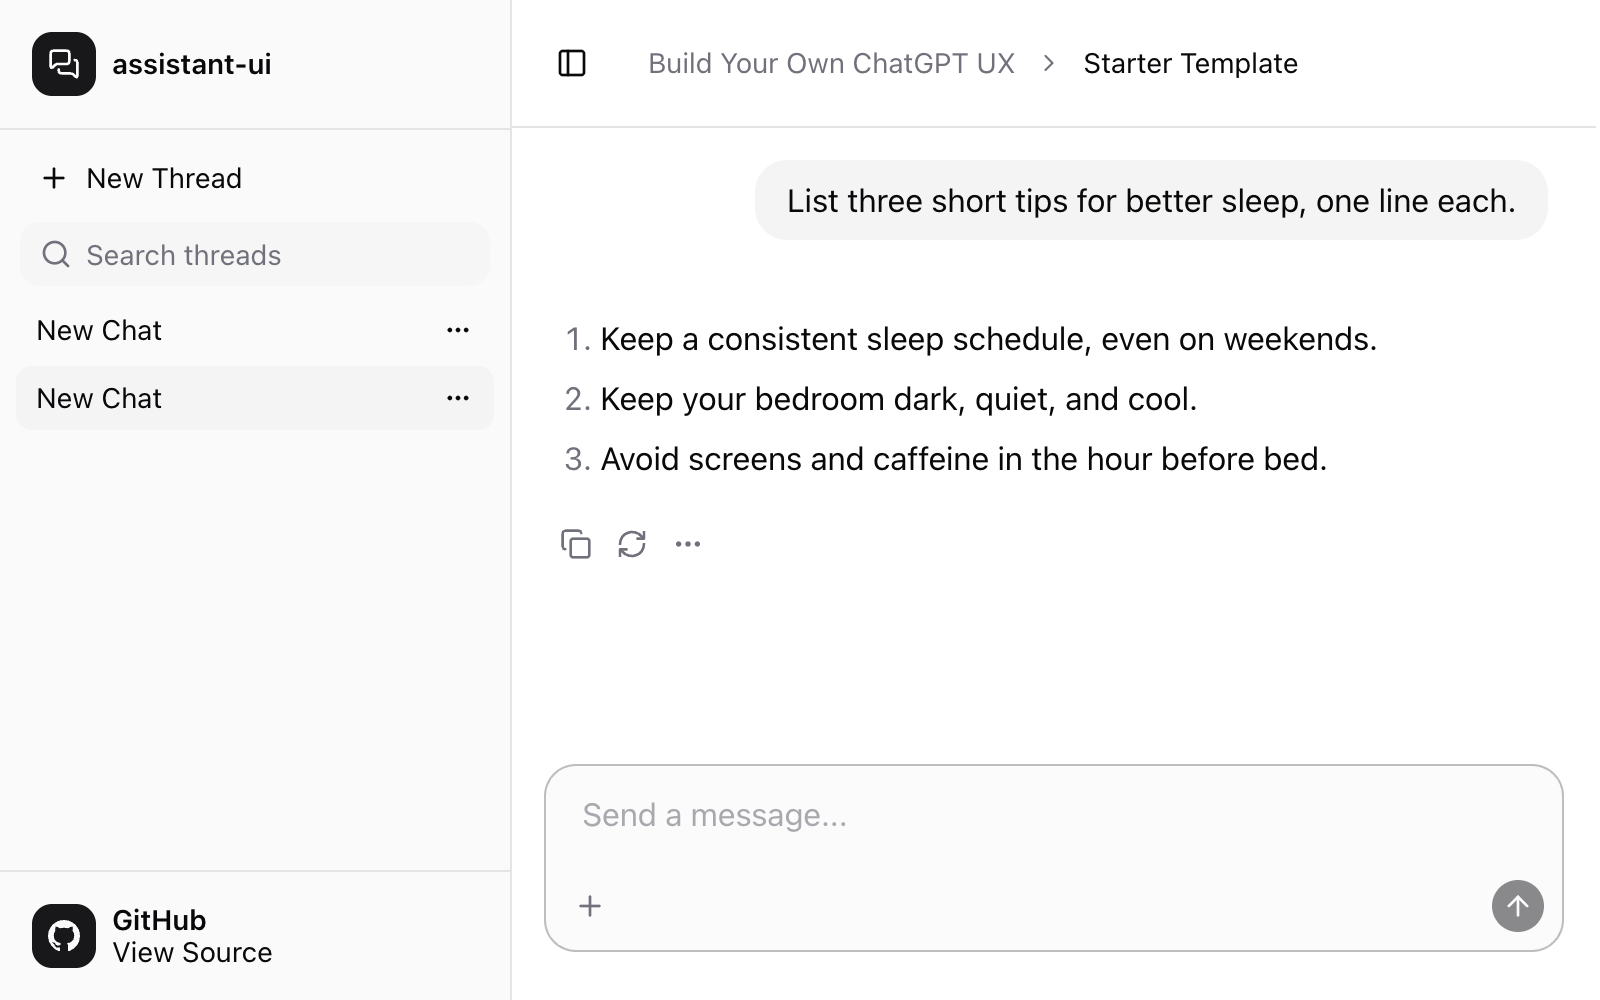 assistant-ui
New Thread
Search threads
New Chat
New Chat
GitHub
View Source
Build Your Own ChatGPT UX > Starter Template
List three short tips for better sleep, one line each.
1. Keep a consistent sleep schedule, even on weekends.
2. Keep your bedroom dark, quiet, and cool.
3. Avoid screens and caffeine in the hour before bed.
Send a message...